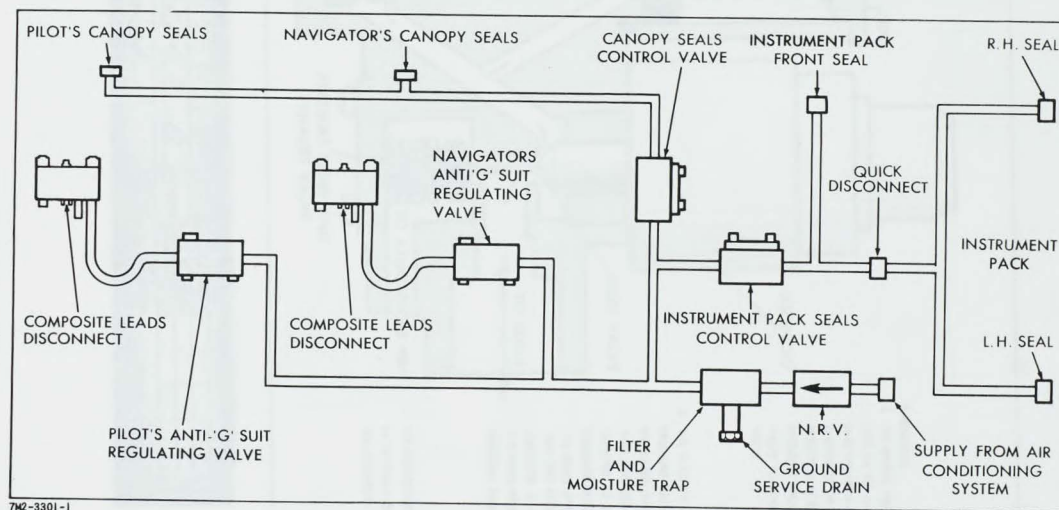 PILOT'S CANOPY SEALS
NAVIGATOR'S CANOPY SEALS
CANOPY SEALS
CONTROL VALVE
INSTRUMENT PACK
FRONT SEAL
R.H. SEAL
NAVIGATORS
ANTI'G' SUIT
REGULATING
VALVE
QUICK
DISCONNECT
INSTRUMENT
PACK
COMPOSITE LEADS
DISCONNECT
COMPOSITE LEADS
DISCONNECT
INSTRUMENT PACK SEALS
CONTROL VALVE
L.H. SEAL
PILOT'S ANTI-'G' SUIT
REGULATING VALVE
FILTER
AND
MOISTURE TRAP
GROUND
SERVICE DRAIN
N.R.V.
SUPPLY FROM AIR
CONDITIONING
SYSTEM
7M2-3301-1